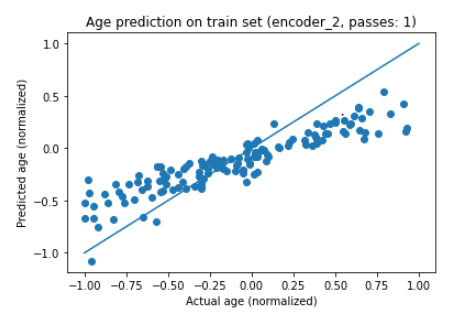 Age prediction on train set (encoder_2, passes: 1)
1.0
0.5
0.0
−0.5
−1.0
Predicted age (normalized)
−1.00 −0.75 −0.50 −0.25 0.00 0.25 0.50 0.75 1.00
Actual age (normalized)